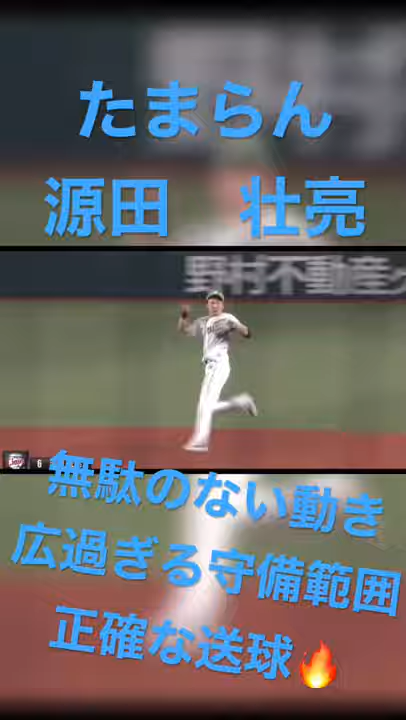 たまらん
源田　壮亮
野村不動産
6
無駄のない動き
広過ぎる守備範囲
正確な送球🔥